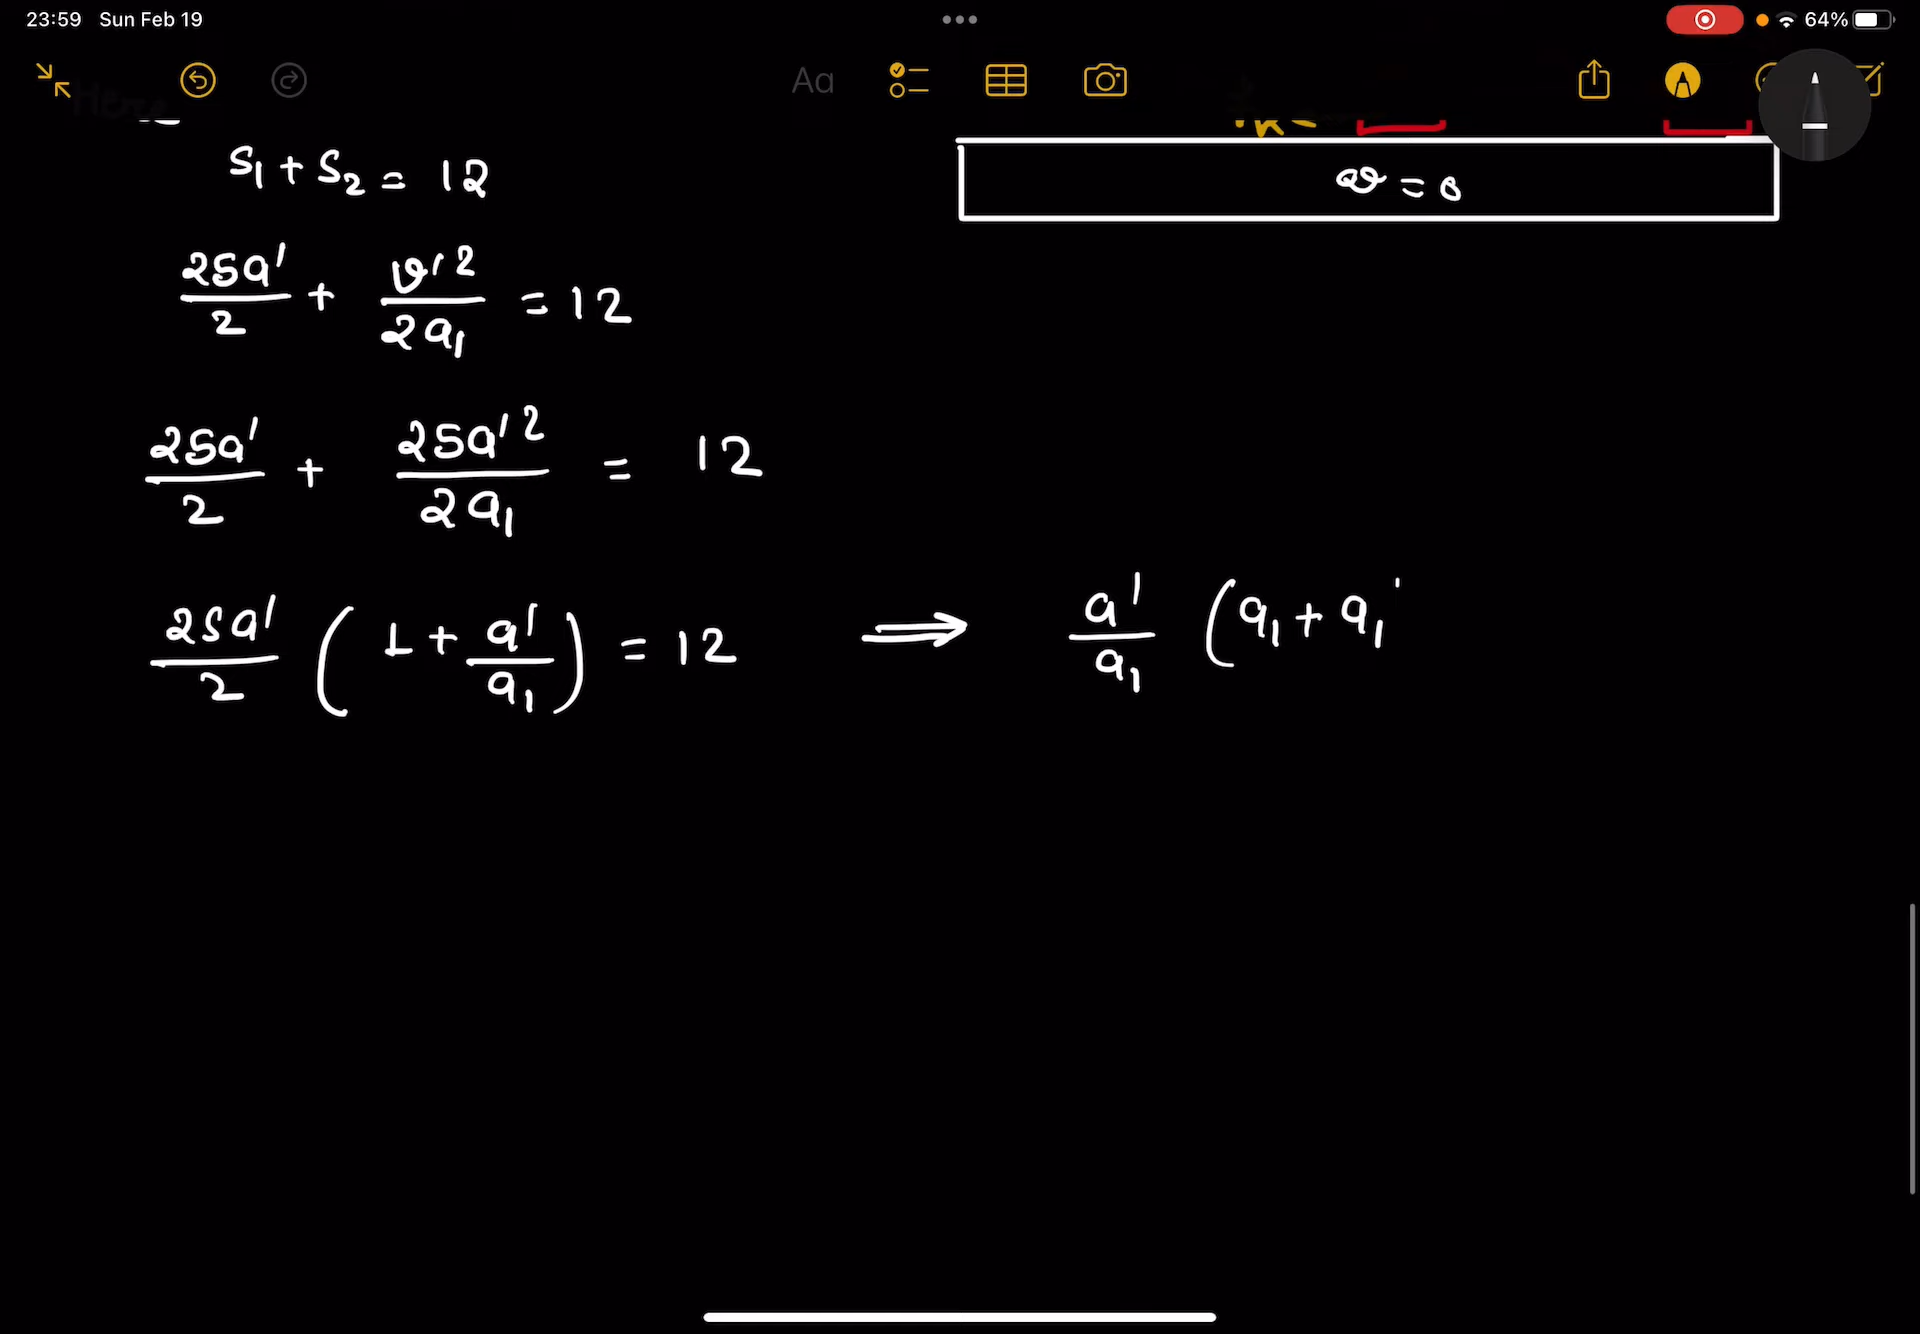 23:59 Sun Feb 19
64%
Aa
S₁ + S₂ = 12
v = 0
25a'/2 + v'²/2a₁ = 12
25a'/2 + 25a'²/2a₁ = 12
25a'/2 (1 + a'/a₁) = 12 ⟹ a'/a₁ (a₁ + a₁'